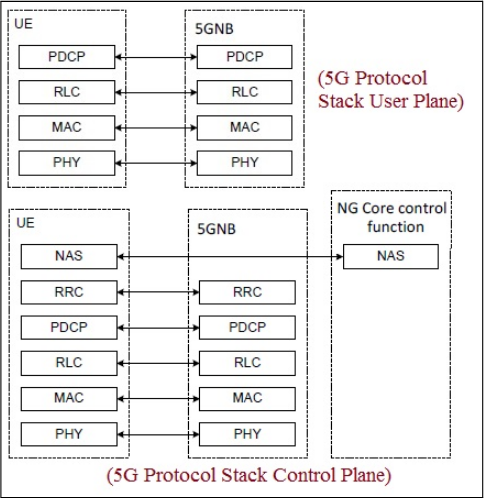 UE
5GNB
PDCP
PDCP
RLC
RLC
MAC
MAC
PHY
PHY
(5G Protocol
Stack User Plane)
UE
5GNB
NG Core control
function
NAS
NAS
RRC
RRC
PDCP
PDCP
RLC
RLC
MAC
MAC
PHY
PHY
(5G Protocol Stack Control Plane)